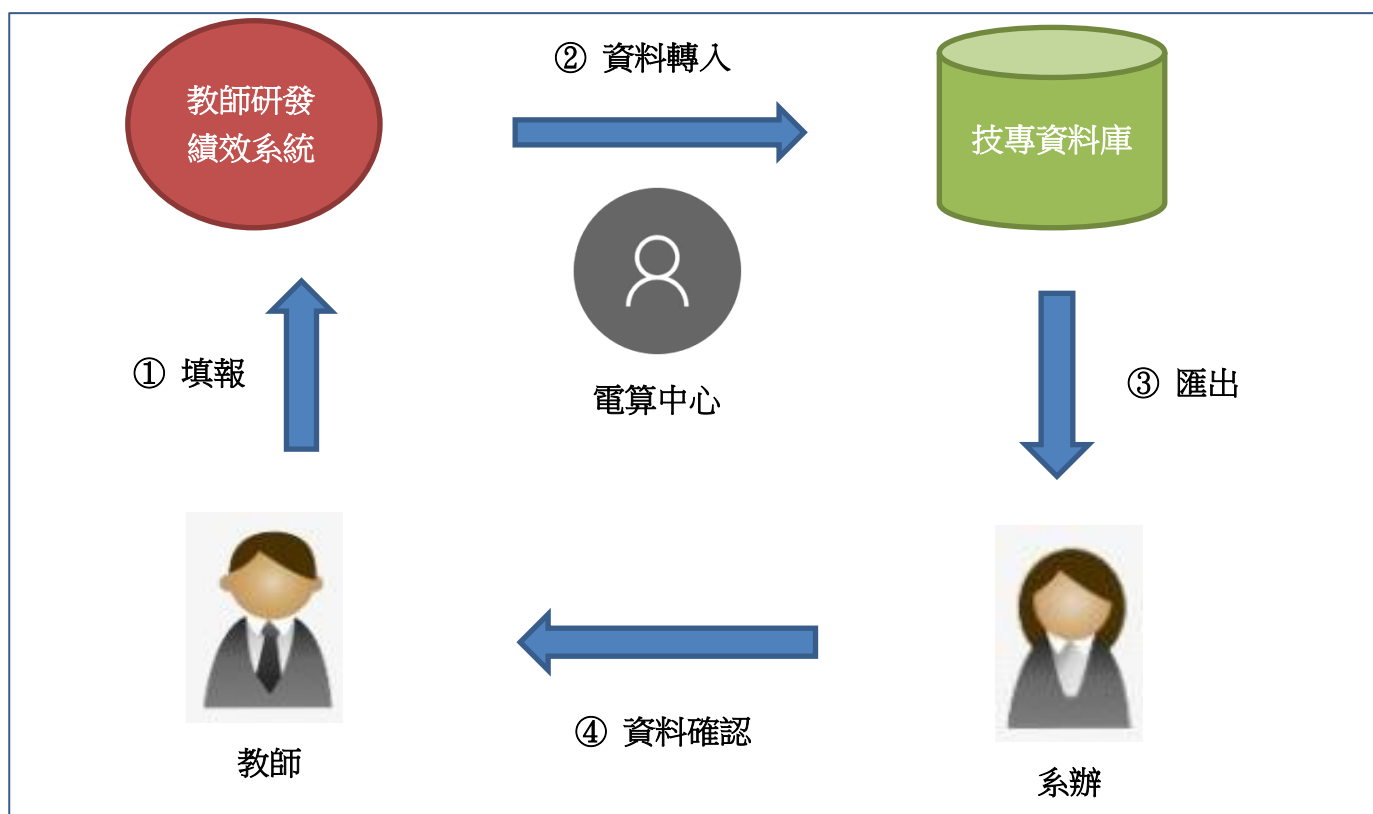 ② 資料轉入
教師研發
績效系統
技專資料庫
① 填報
電算中心
③ 匯出
④ 資料確認
教師
系辦